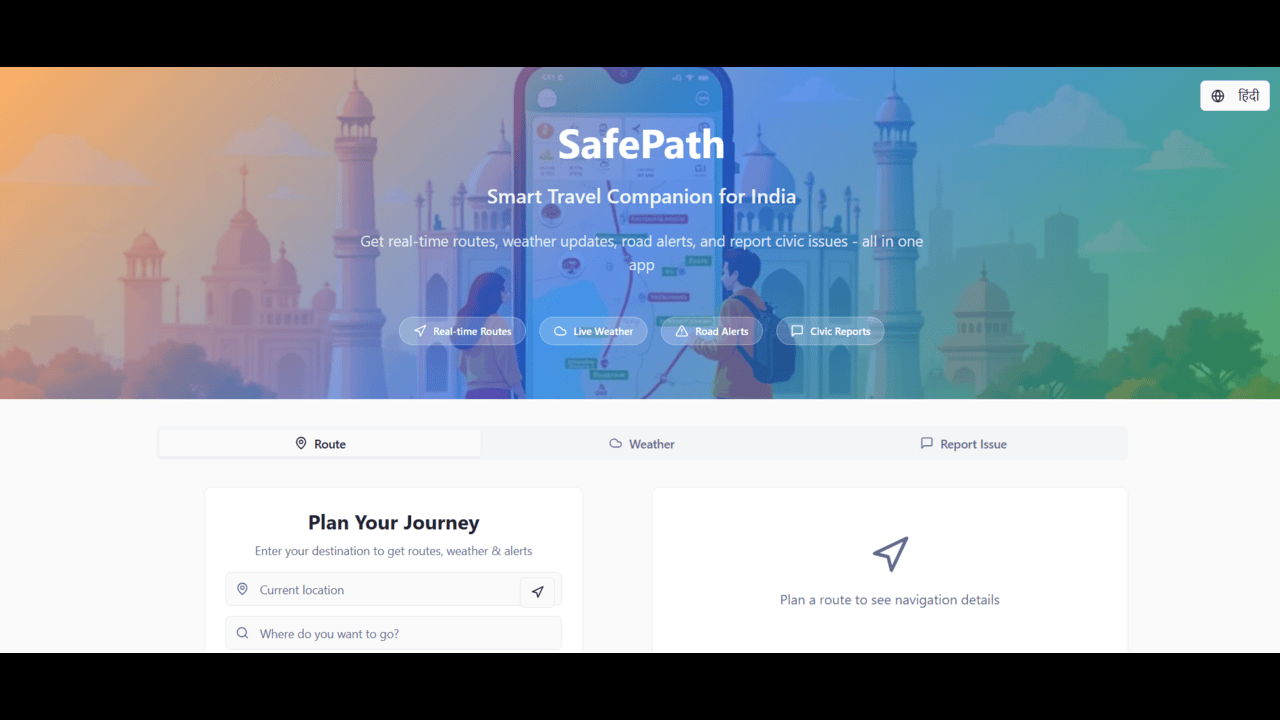 हिंदी
SafePath
Smart Travel Companion for India
Get real-time routes, weather updates, road alerts, and report civic issues - all in one
app
Real-time Routes
Live Weather
Road Alerts
Civic Reports
Route
Weather
Report Issue
Plan Your Journey
Enter your destination to get routes, weather & alerts
Current location
Where do you want to go?
Plan a route to see navigation details